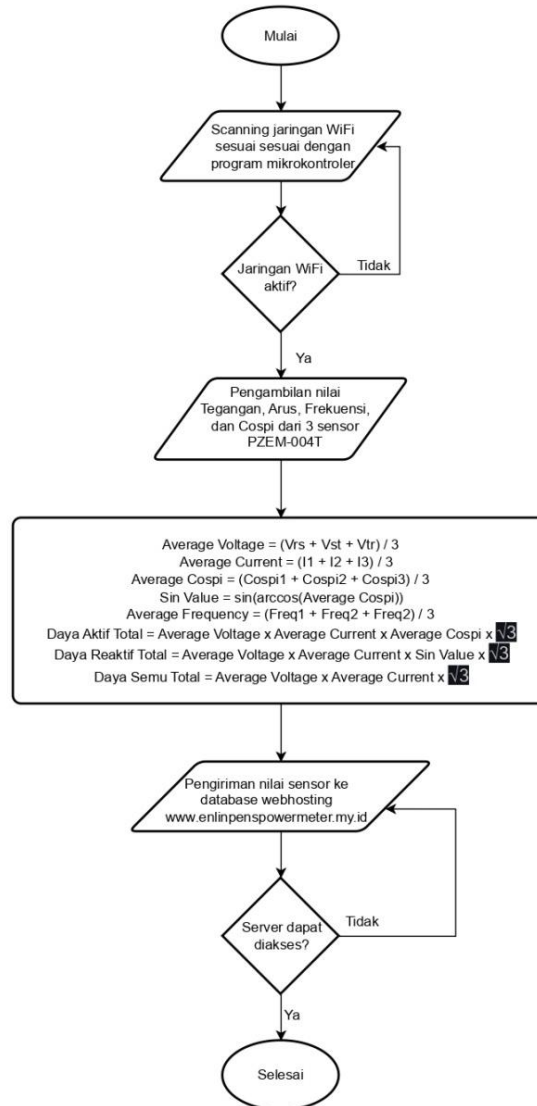 Mulai
Scanning jaringan WiFi
sesuai sesuai dengan
program mikrokontroler
Jaringan WiFi
aktif?
Tidak
Ya
Pengambilan nilai
Tegangan, Arus, Frekuensi,
dan Cospi dari 3 sensor
PZEM-004T
Average Voltage = (Vrs + Vst + Vtr) / 3
Average Current = (I1 + I2 + I3) / 3
Average Cospi = (Cospi1 + Cospi2 + Cospi3) / 3
Sin Value = sin(arccos(Average Cospi))
Average Frequency = (Freq1 + Freq2 + Freq2) / 3
Daya Aktif Total = Average Voltage x Average Current x Average Cospi x √3
Daya Reaktif Total = Average Voltage x Average Current x Sin Value x √3
Daya Semu Total = Average Voltage x Average Current x √3
Pengiriman nilai sensor ke
database webhosting
www.enlinpenspowermeter.my.id
Server dapat
diakses?
Tidak
Ya
Selesai